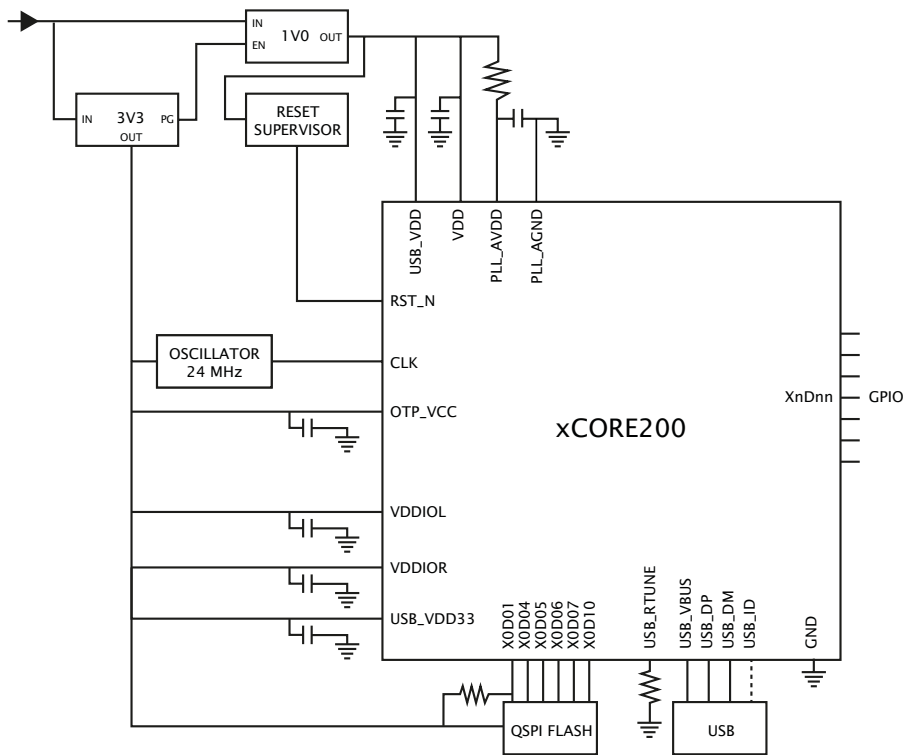 IN
1V0
OUT
EN
IN
3V3
PG
OUT
RESET
SUPERVISOR
USB_VDD
VDD
PLL_AVDD
PLL_AGND
RST_N
OSCILLATOR
24 MHz
CLK
OTP_VCC
XnDnn
GPIO
xCORE200
VDDIOL
VDDIOR
USB_VDD33
X0D01
X0D04
X0D05
X0D06
X0D07
X0D10
USB_RTUNE
USB_VBUS
USB_DP
USB_DM
USB_ID
GND
QSPI FLASH
USB